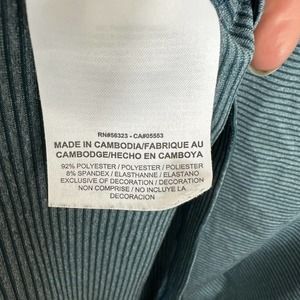 RN#56323 - CA#05553
MADE IN CAMBODIA/FABRIQUE AU
CAMBODGE/HECHO EN CAMBOYA
92% POLYESTER / POLYESTER / POLIESTER
8% SPANDEX / ELASTHANNE / ELASTANO
EXCLUSIVE OF DECORATION / DECORATION
NON COMPRISE / NO INCLUYE LA
DECORACION